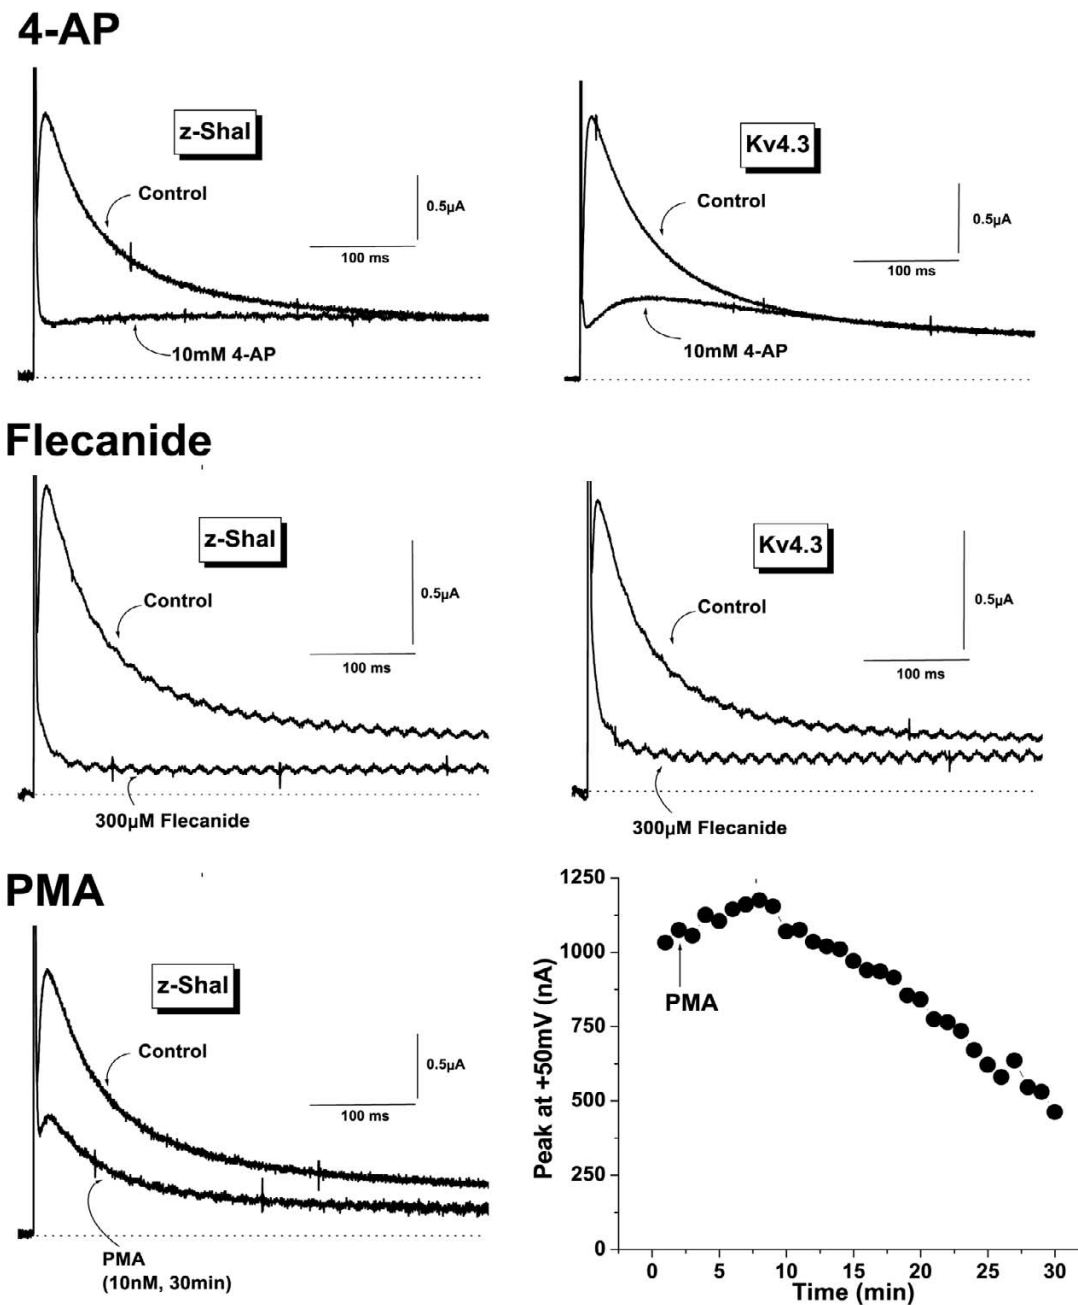 4-AP
z-Shal
Control
0.5µA
100 ms
10mM 4-AP
Kv4.3
Control
0.5µA
100 ms
10mM 4-AP
Flecanide
z-Shal
Control
0.5µA
100 ms
300µM Flecanide
Kv4.3
Control
0.5µA
100 ms
300µM Flecanide
PMA
z-Shal
Control
0.5µA
100 ms
PMA
(10nM, 30min)
Peak at +50mV (nA)
1250
1000
750
500
250
0
PMA
0 5 10 15 20 25 30
Time (min)